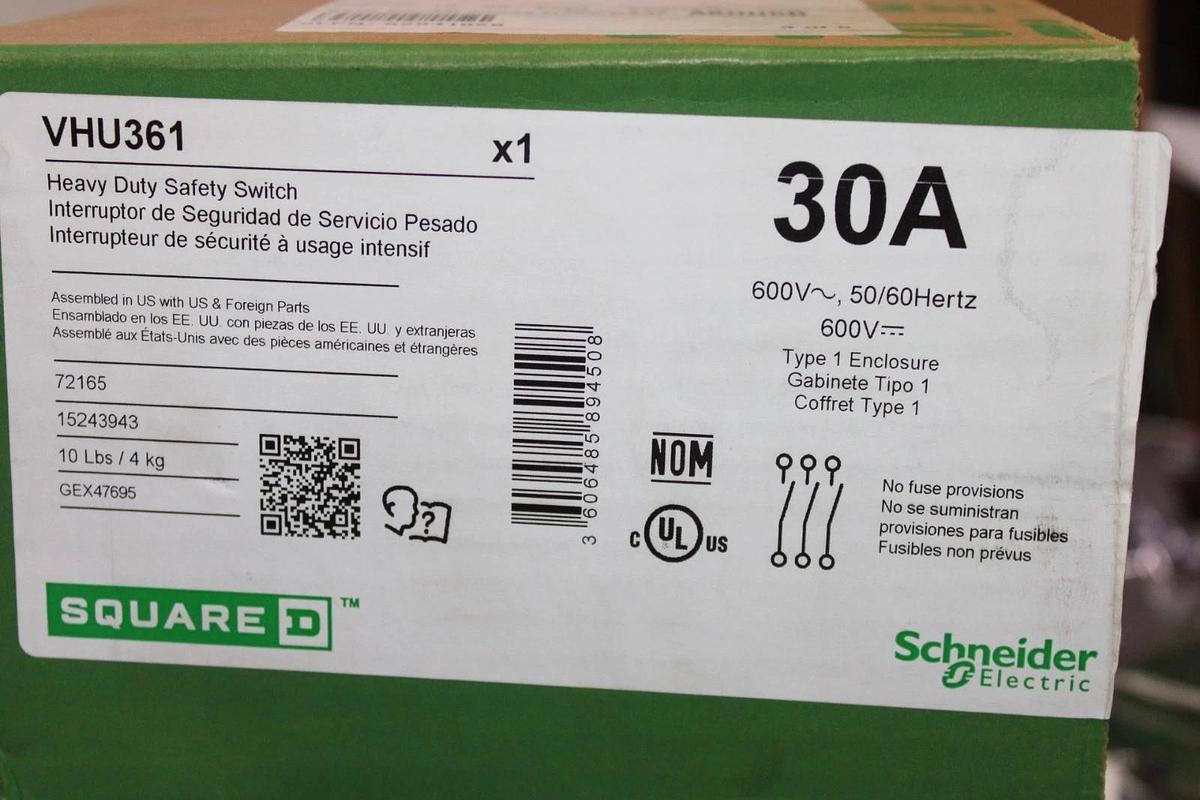 VHU361
x1
Heavy Duty Safety Switch
Interruptor de Seguridad de Servicio Pesado
Interrupteur de sécurité à usage intensif
Assembled in US with US & Foreign Parts
Ensamblado en los EE. UU. con piezas de los EE. UU. y extranjeras
Assemblé aux États-Unis avec des pièces américaines et étrangères
72165
15243943
10 Lbs / 4 kg
GEX47695
?
3 606485 894508
30A
600V~, 50/60Hertz
600V⎓
Type 1 Enclosure
Gabinete Tipo 1
Coffret Type 1
NOM
C UL US
No fuse provisions
No se suministran
provisiones para fusibles
Fusibles non prévus
SQUARE D ™
Schneider
Electric